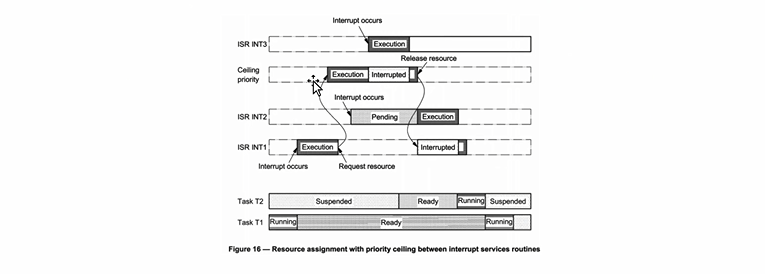 Interrupt occurs
ISR INT3
Execution
Release resource
Ceiling
priority
Execution
Interrupted
Interrupt occurs
ISR INT2
Pending
Execution
ISR INT1
Execution
Interrupted
Interrupt occurs
Request resource
Task T2
Suspended
Ready
Running
Suspended
Task T1
Running
Ready
Running
Figure 16 — Resource assignment with priority ceiling between interrupt services routines